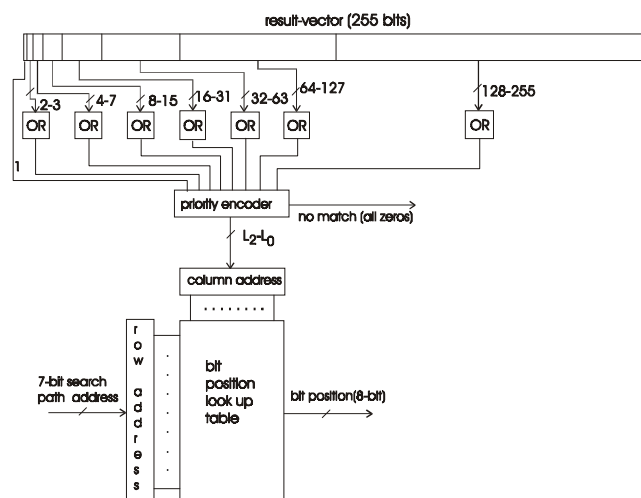 result-vector (255 bits)
2-3
4-7
8-15
16-31
32-63
64-127
128-255
OR
OR
OR
OR
OR
OR
OR
1
priority encoder
no match (all zeros)
L2-L0
column address
row address
bit
position
look up
table
7-bit search
path address
bit position(8-bit)